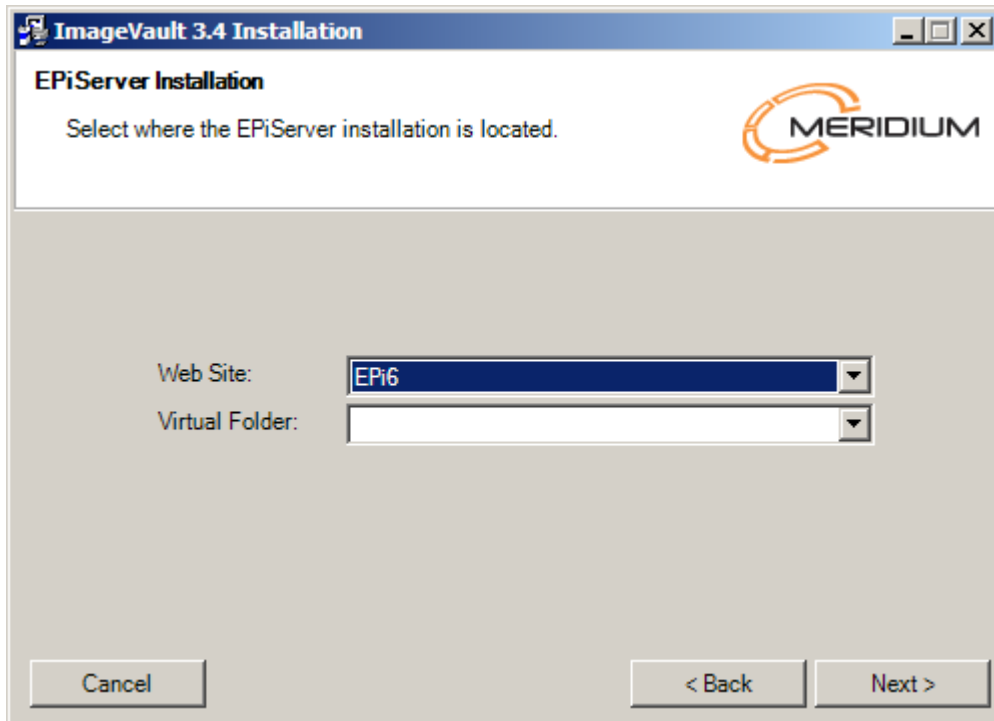 ImageVault 3.4 Installation
EPiServer Installation
Select where the EPiServer installation is located.
MERIDIUM
Web Site:
EPi6
Virtual Folder:
Cancel
< Back
Next >